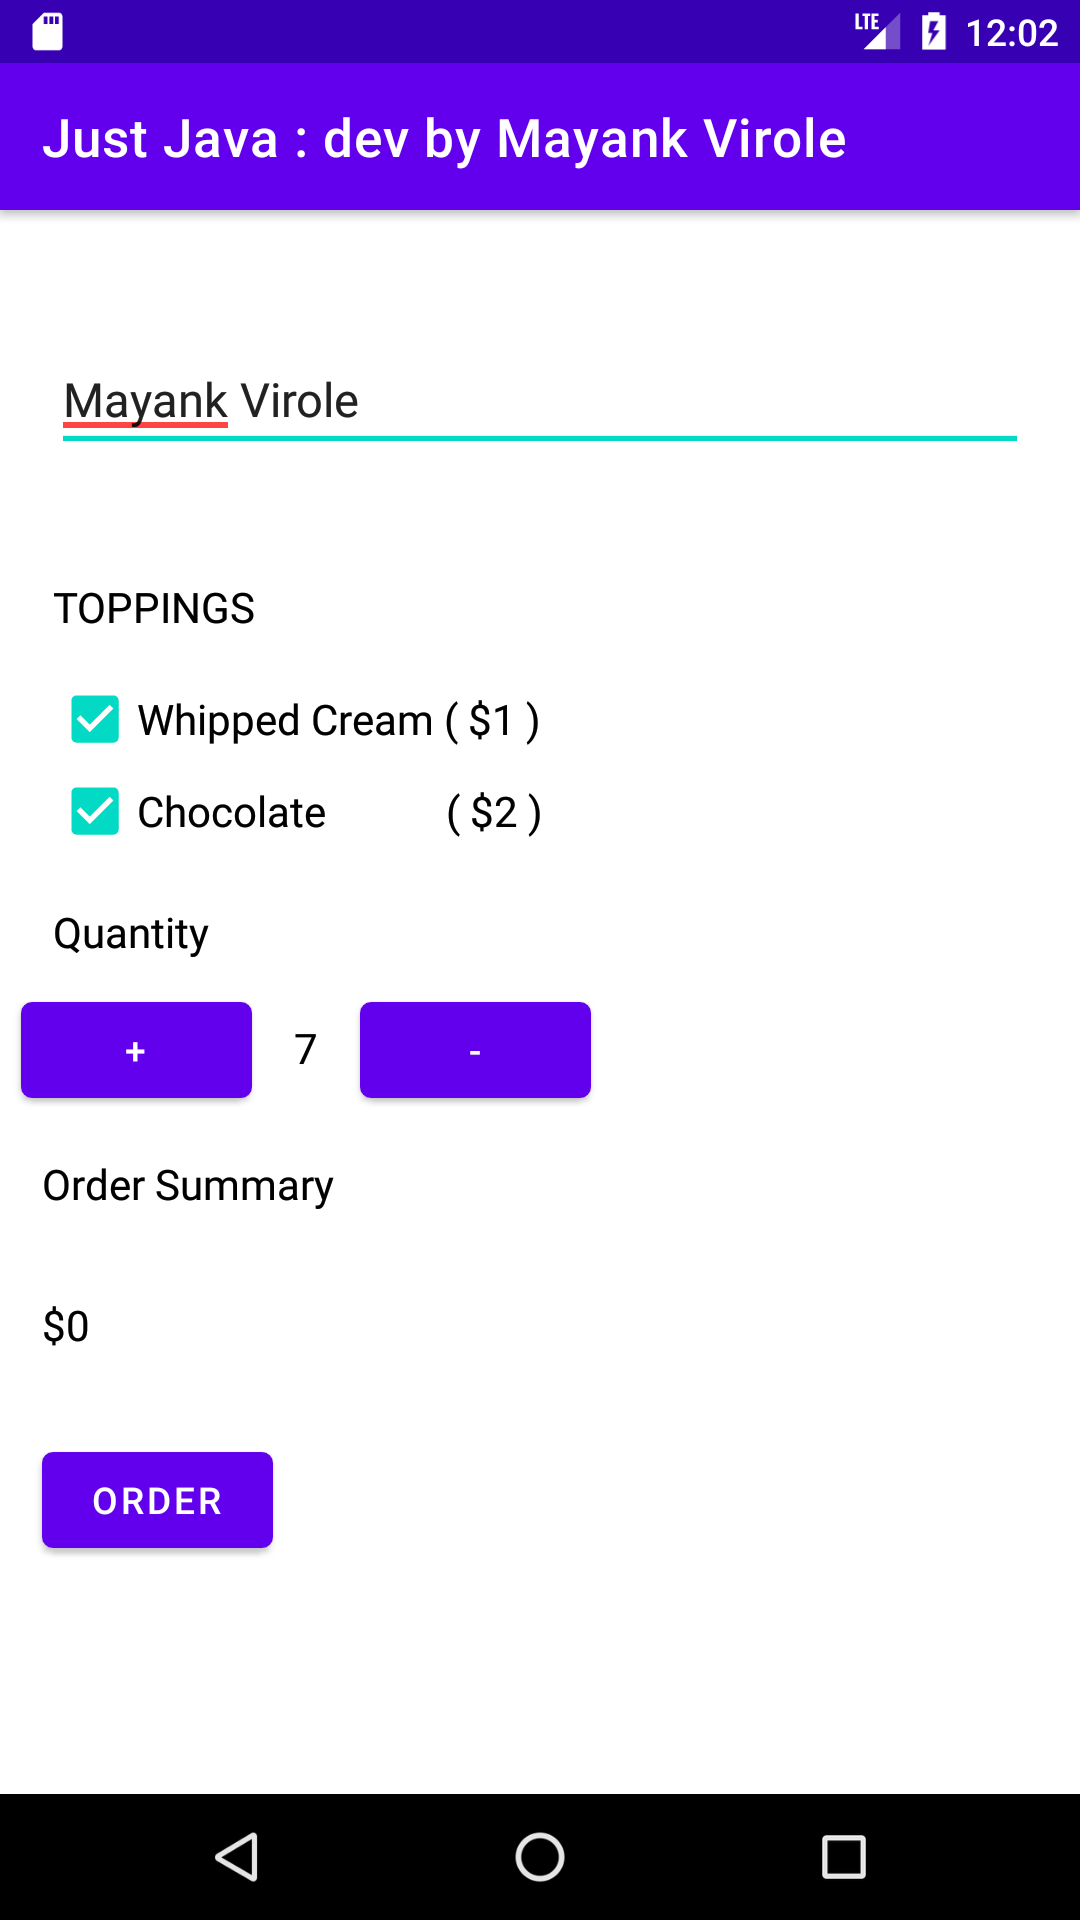 LTE 12:02
Just Java : dev by Mayank Virole
Mayank Virole
TOPPINGS
Whipped Cream ( $1 )
Chocolate ( $2 )
Quantity
+ 7 -
Order Summary
$0
ORDER